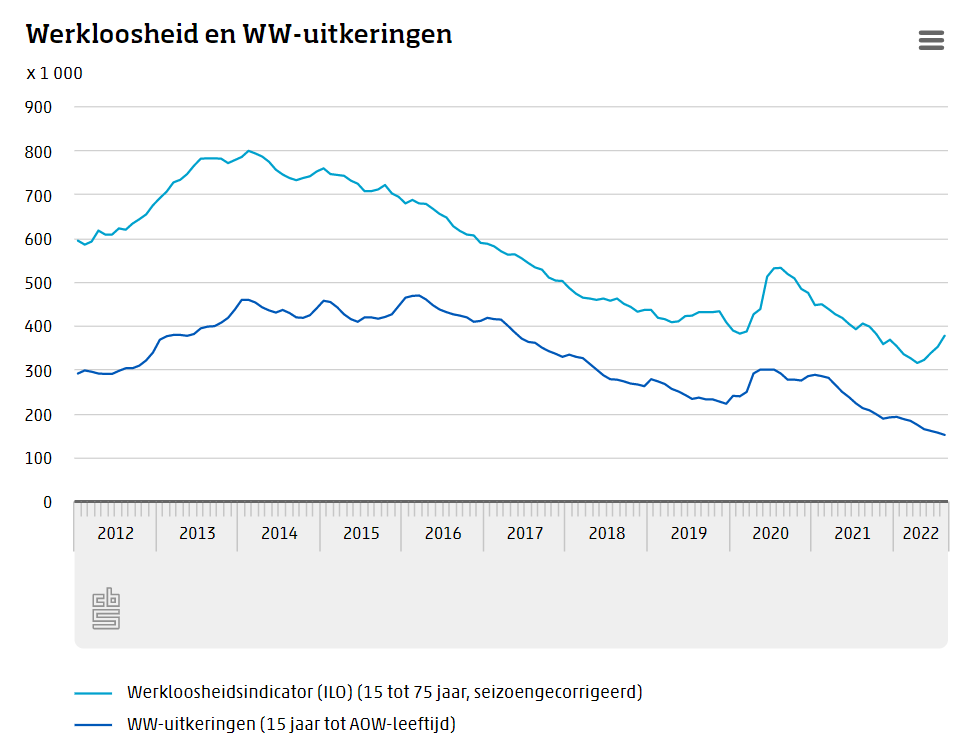 Werkloosheid en WW-uitkeringen
x 1 000
900
800
700
600
500
400
300
200
100
0
2012 2013 2014 2015 2016 2017 2018 2019 2020 2021 2022
cbs
Werkloosheidsindicator (ILO) (15 tot 75 jaar, seizoengecorrigeerd)
WW-uitkeringen (15 jaar tot AOW-leeftijd)